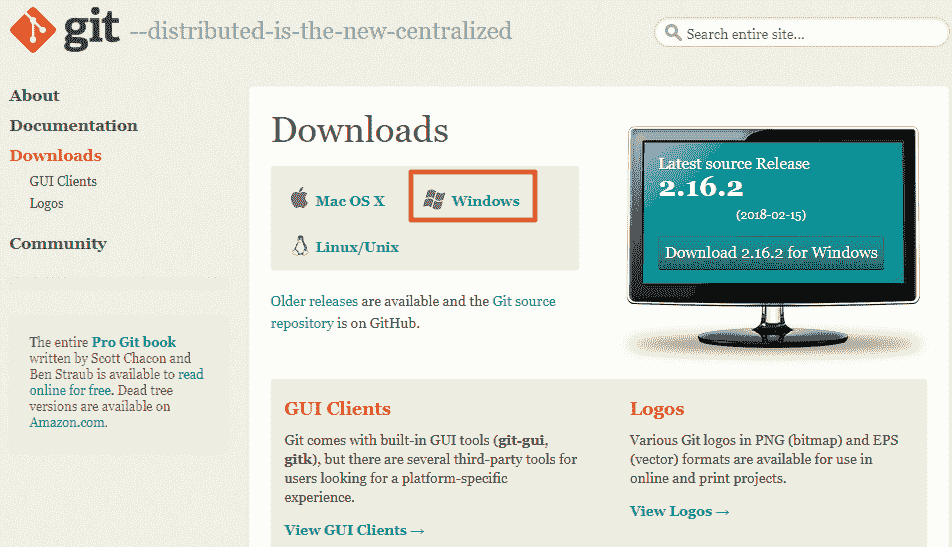 git --distributed-is-the-new-centralized
Search entire site...
About
Documentation
Downloads
GUI Clients
Logos
Community
The entire Pro Git book
written by Scott Chacon and
Ben Straub is available to read
online for free. Dead tree
versions are available on
Amazon.com.
Downloads
Mac OS X
Windows
Linux/Unix
Older releases are available and the Git source
repository is on GitHub.
Latest source Release
2.16.2
(2018-02-15)
Download 2.16.2 for Windows
GUI Clients
Git comes with built-in GUI tools (git-gui,
gitk), but there are several third-party tools for
users looking for a platform-specific
experience.
View GUI Clients →
Logos
Various Git logos in PNG (bitmap) and EPS
(vector) formats are available for use in
online and print projects.
View Logos →